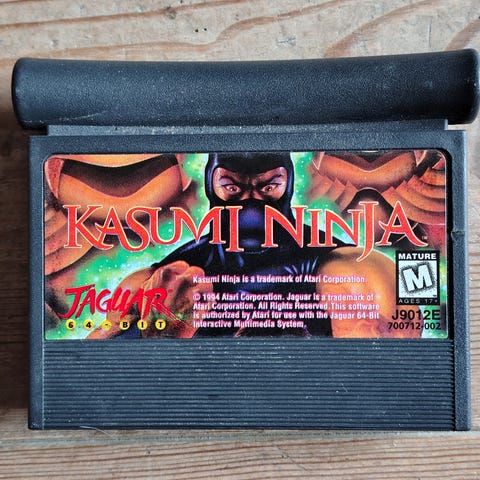 KASUMI NINJA
Kasumi Ninja is a trademark of Atari Corporation.
© 1994 Atari Corporation. Jaguar is a trademark of
Atari Corporation. All Rights Reserved. This software
is authorized by Atari for use with the Jaguar 64-Bit
Interactive Multimedia System.
JAGUAR
64-BIT
MATURE
M
AGES 17+
J9012E
700712-002